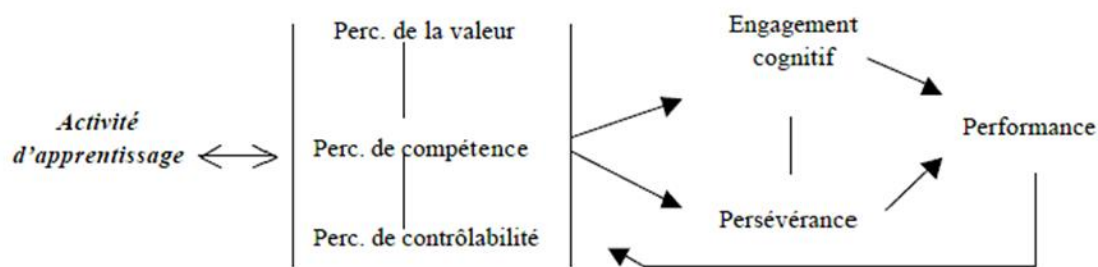 Perc. de la valeur
Engagement
cognitif
Activité
d'apprentissage
Perc. de compétence
Performance
Persévérance
Perc. de contrôlabilité